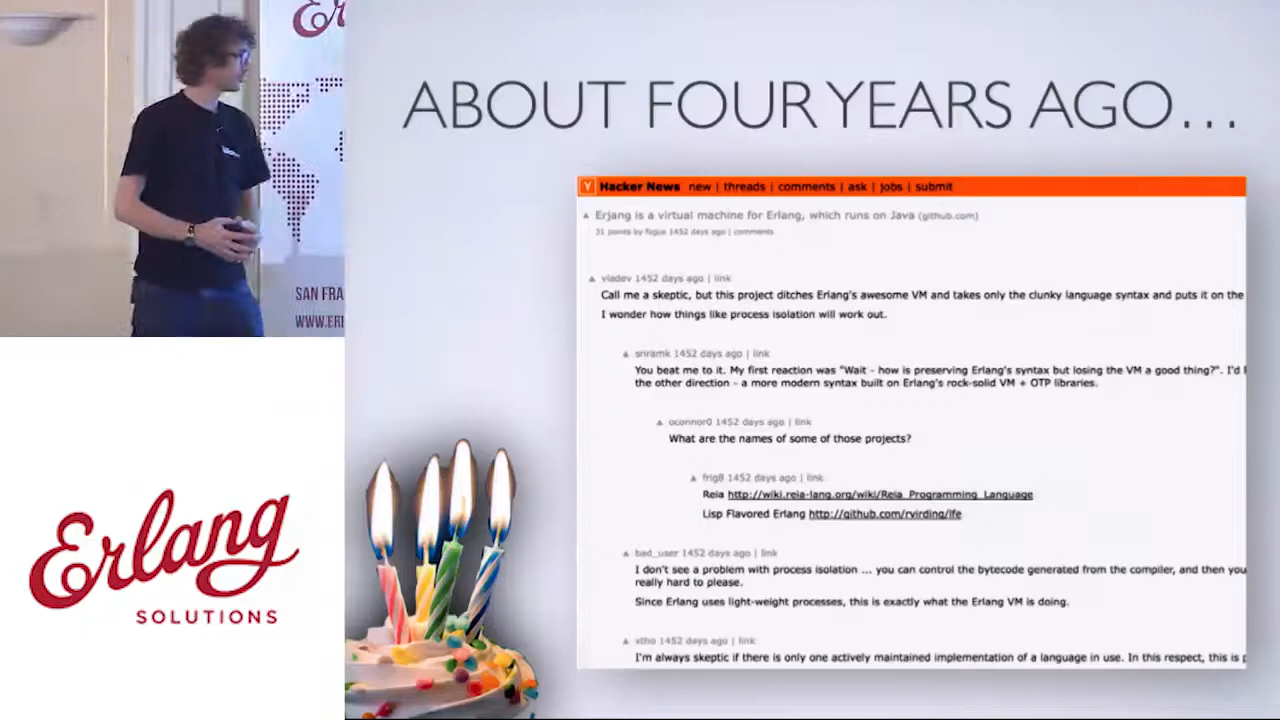 Er
SAN FRA
WWW.ERL
Erlang
SOLUTIONS
ABOUT FOUR YEARS AGO...
Y Hacker News new | threads | comments | ask | jobs | submit
Erjang is a virtual machine for Erlang, which runs on Java (github.com)
31 points by fogus 1452 days ago | comments
vladev 1452 days ago | link
Call me a skeptic, but this project ditches Erlang's awesome VM and takes only the clunky language syntax and puts it on the
I wonder how things like process isolation will work out.
sriramk 1452 days ago | link
You beat me to it. My first reaction was "Wait - how is preserving Erlang's syntax but losing the VM a good thing?". I'd
the other direction - a more modern syntax built on Erlang's rock-solid VM + OTP libraries.
oconnor0 1452 days ago | link
What are the names of some of those projects?
frig8 1452 days ago | link
Reia http://wiki.reia-lang.org/wiki/Reia_Programming_Language
Lisp Flavored Erlang http://github.com/rvirding/lfe
bad_user 1452 days ago | link
I don't see a problem with process isolation ... you can control the bytecode generated from the compiler, and then you
really hard to please.
Since Erlang uses light-weight processes, this is exactly what the Erlang VM is doing.
xtho 1452 days ago | link
I'm always skeptic if there is only one actively maintained implementation of a language in use. In this respect, this is